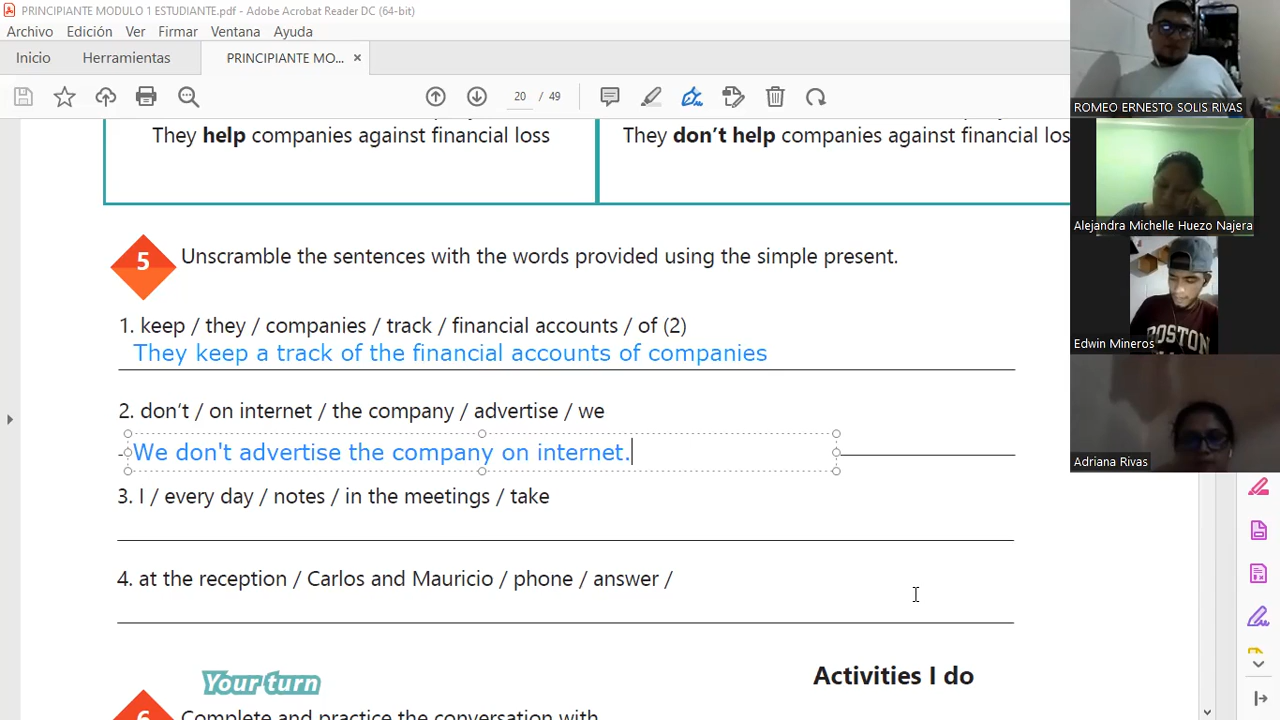 PRINCIPIANTE MODULO 1 ESTUDIANTE.pdf - Adobe Acrobat Reader DC (64-bit)
Archivo Edición Ver Firmar Ventana Ayuda
Inicio Herramientas PRINCIPIANTE MO... ×
20 / 49
They help companies against financial loss
They don't help companies against financial los
5 Unscramble the sentences with the words provided using the simple present.
1. keep / they / companies / track / financial accounts / of (2)
They keep a track of the financial accounts of companies
2. don't / on internet / the company / advertise / we
We don't advertise the company on internet.
3. I / every day / notes / in the meetings / take
4. at the reception / Carlos and Mauricio / phone / answer /
Your turn
Activities I do
6 Complete and practice the conversation with
ROMEO ERNESTO SOLIS RIVAS
Alejandra Michelle Huezo Najera
BOSTON
Edwin Mineros
Adriana Rivas